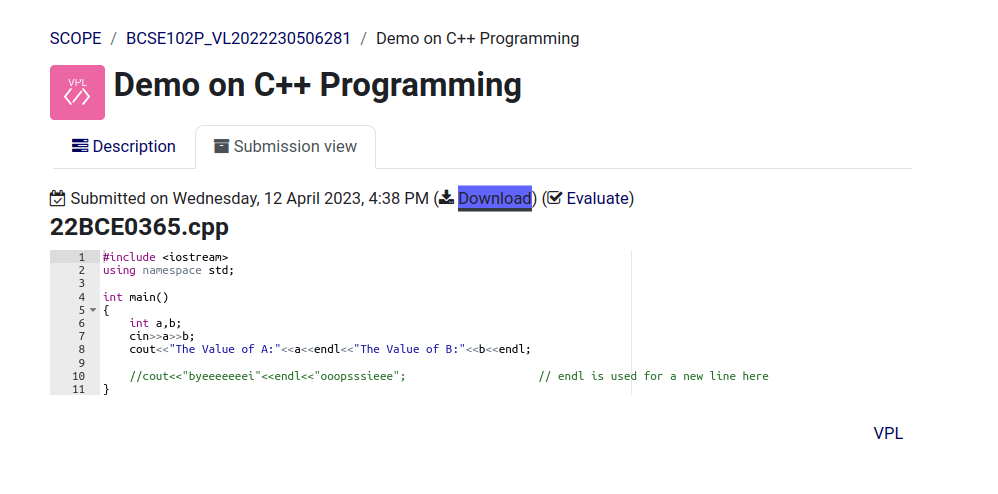 SCOPE / BCSE102P_VL2022230506281 / Demo on C++ Programming
VPL
</>
Demo on C++ Programming
Description
Submission view
Submitted on Wednesday, 12 April 2023, 4:38 PM (Download) (Evaluate)
22BCE0365.cpp
1 #include <iostream>
2 using namespace std;
3
4 int main()
5 {
6 int a,b;
7 cin>>a>>b;
8 cout<<"The Value of A:"<<a<<endl<<"The Value of B:"<<b<<endl;
9
10 //cout<<"byeeeeeeei"<<endl<<"ooopsssieee"; // endl is used for a new line here
11 }
VPL